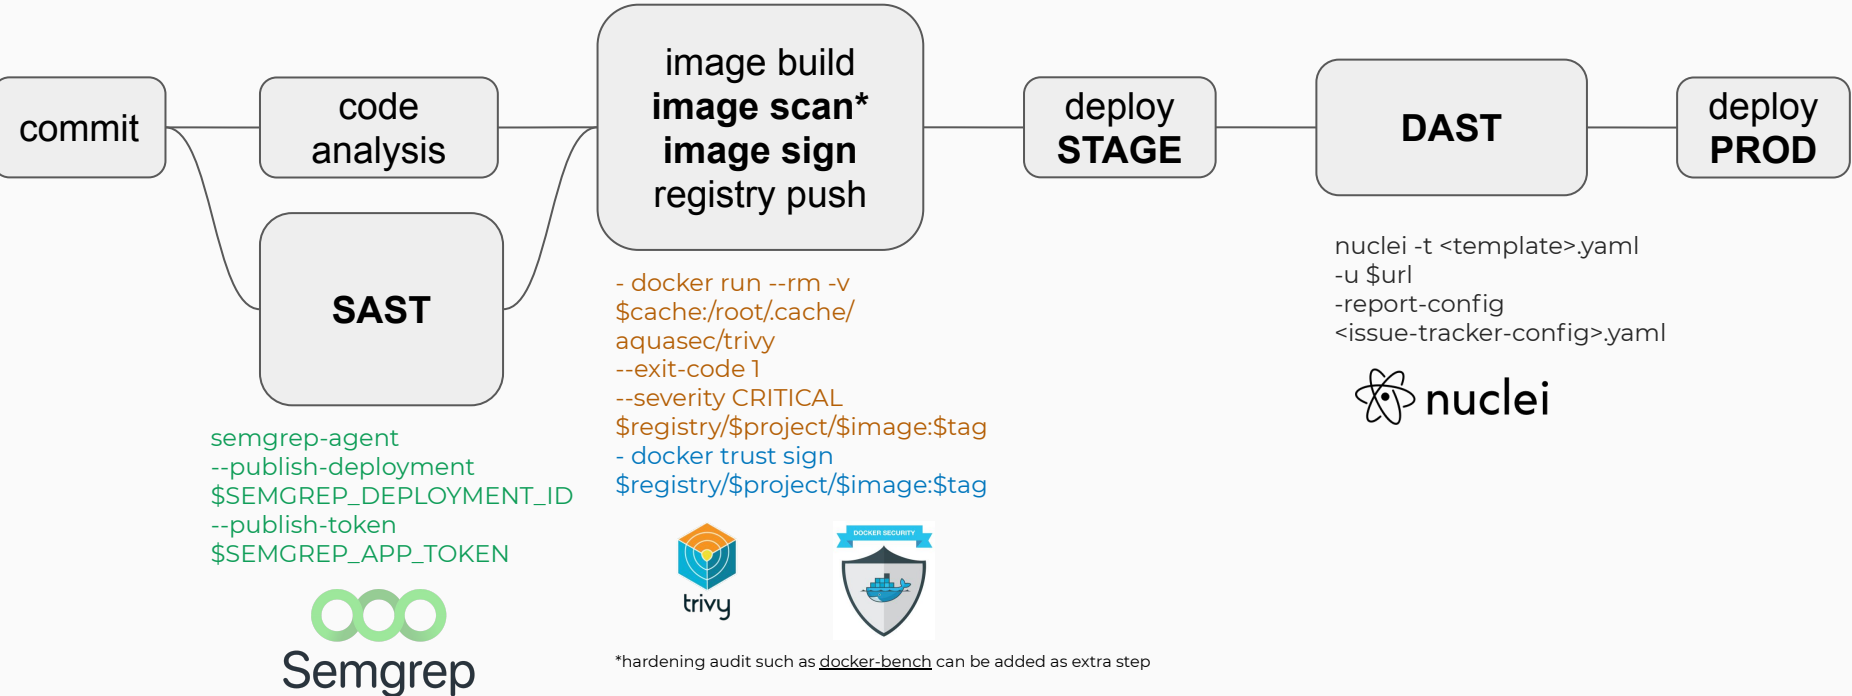 commit
code
analysis
SAST
semgrep-agent
--publish-deployment
$SEMGREP_DEPLOYMENT_ID
--publish-token
$SEMGREP_APP_TOKEN
Semgrep
image build
image scan*
image sign
registry push
- docker run --rm -v
$cache:/root/.cache/
aquasec/trivy
--exit-code 1
--severity CRITICAL
$registry/$project/$image:$tag
- docker trust sign
$registry/$project/$image:$tag
trivy
DOCKER SECURITY
*hardening audit such as docker-bench can be added as extra step
deploy
STAGE
DAST
nuclei -t <template>.yaml
-u $url
-report-config
<issue-tracker-config>.yaml
nuclei
deploy
PROD